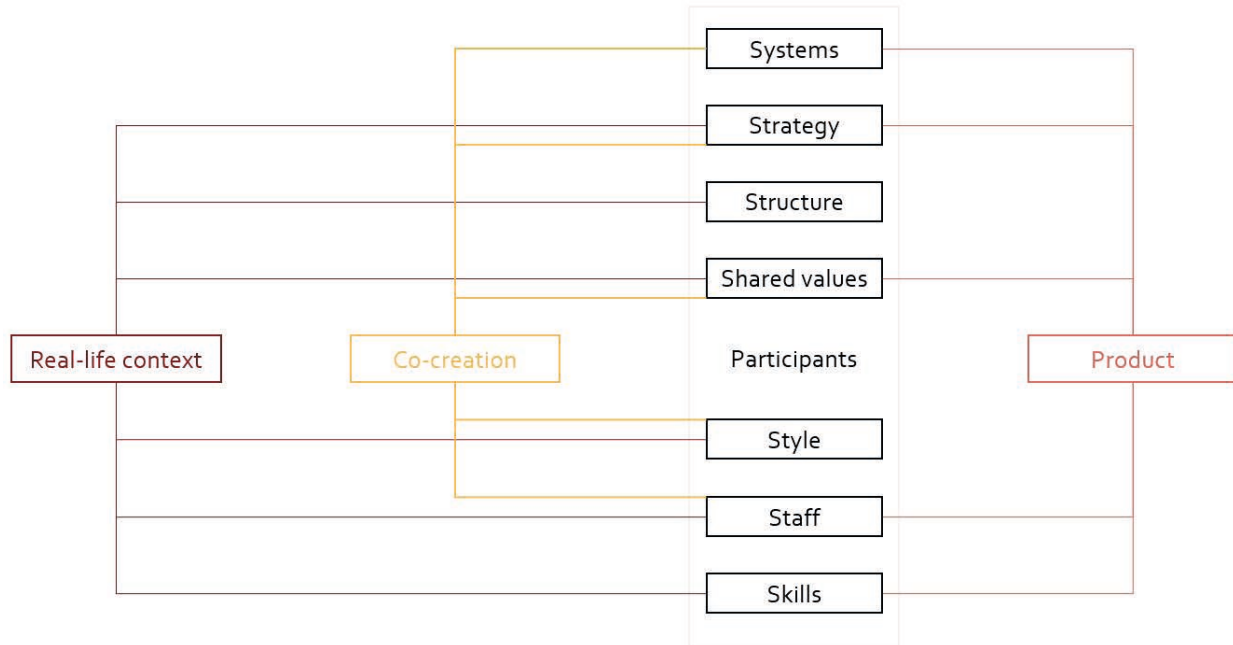 Systems
Strategy
Structure
Shared values
Real-life context
Co-creation
Participants
Product
Style
Staff
Skills